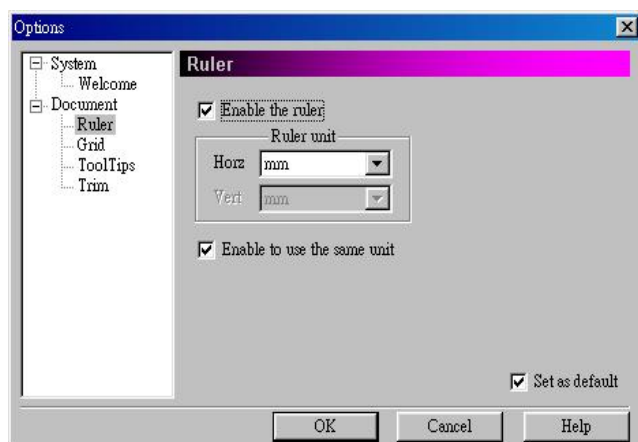 Options
System
Welcome
Document
Ruler
Grid
ToolTips
Trim
Ruler
Enable the ruler
Ruler unit
Horz mm
Vert mm
Enable to use the same unit
Set as default
OK Cancel Help